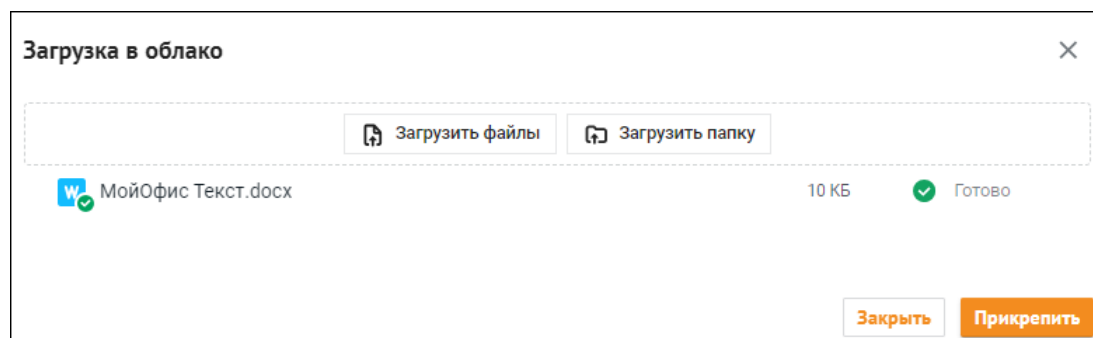 Загрузка в облако
Загрузить файлы Загрузить папку
W МойОфис Текст.docx 10 КБ Готово
Закрыть Прикрепить